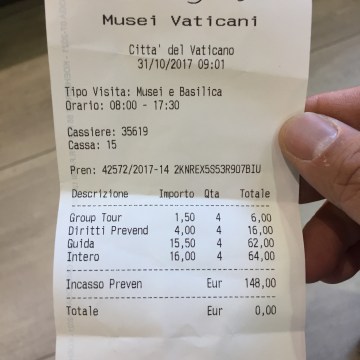 Musei Vaticani
Citta' del Vaticano
31/10/2017 09:01
Tipo Visita: Musei e Basilica
Orario: 08:00 - 17:30
Cassiere: 35619
Cassa: 15
Pren: 42572/2017-14 2KNREX5S53R907BIU
Descrizione Importo Qta Totale
Group Tour 1,50 4 6,00
Diritti Prevend 4,00 4 16,00
Guida 15,50 4 62,00
Intero 16,00 4 64,00
Incasso Preven Eur 148,00
Totale Eur 0,00